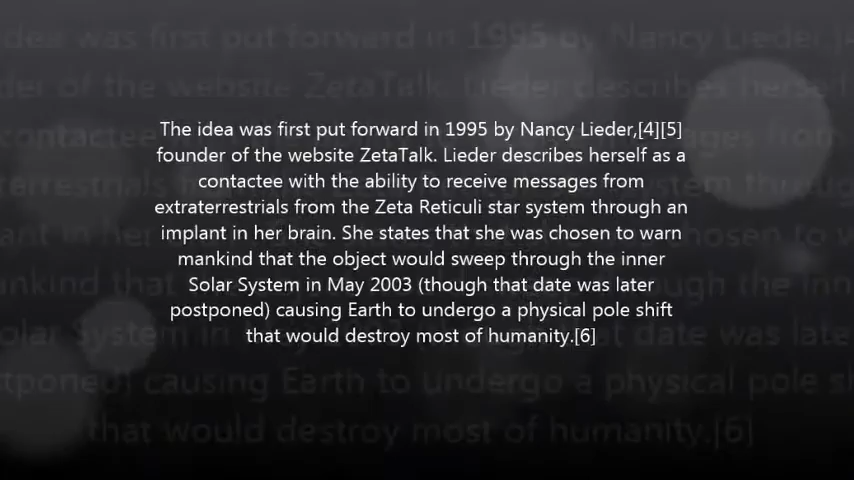 The idea was first put forward in 1995 by Nancy Lieder,[4][5]
founder of the website ZetaTalk. Lieder describes herself as a
contactee with the ability to receive messages from
extraterrestrials from the Zeta Reticuli star system through an
implant in her brain. She states that she was chosen to warn
mankind that the object would sweep through the inner
Solar System in May 2003 (though that date was later
postponed) causing Earth to undergo a physical pole shift
that would destroy most of humanity.[6]